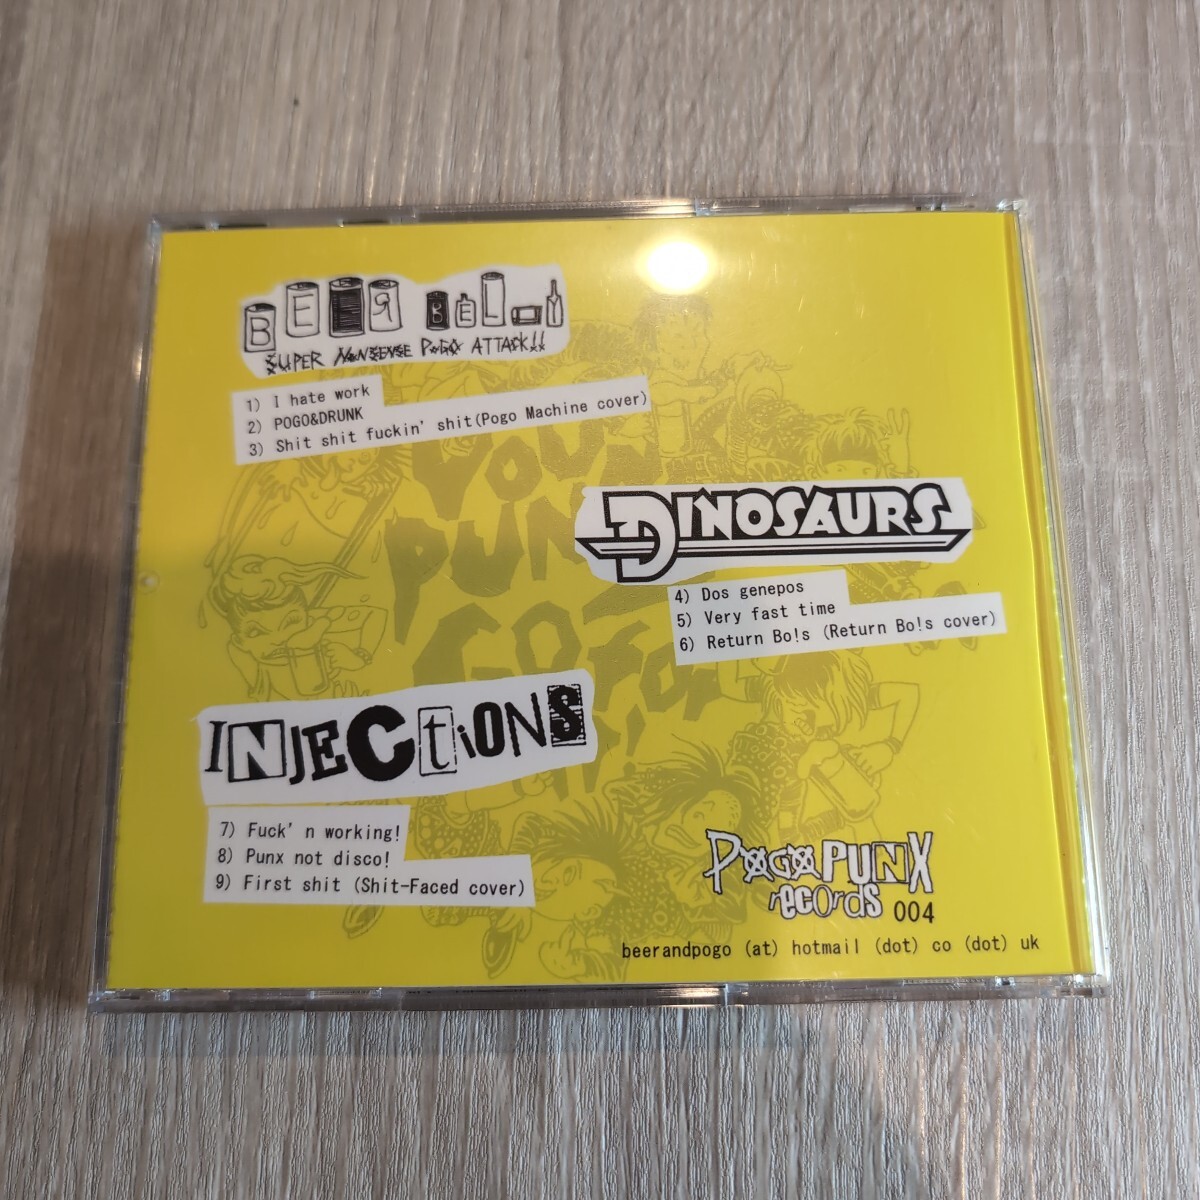 BEER BELLY
SUPER NONSENSE POGO ATTACK!!
1) I hate work
2) POGO&DRUNK
3) Shit shit fuckin' shit(Pogo Machine cover)
DINOSAURS
4) Dos genepos
5) Very fast time
6) Return Bo!s (Return Bo!s cover)
INJECtiONS
7) Fuck' n working!
8) Punx not disco!
9) First shit (Shit-Faced cover)
POGO PUNX
records 004
beerandpogo (at) hotmail (dot) co (dot) uk